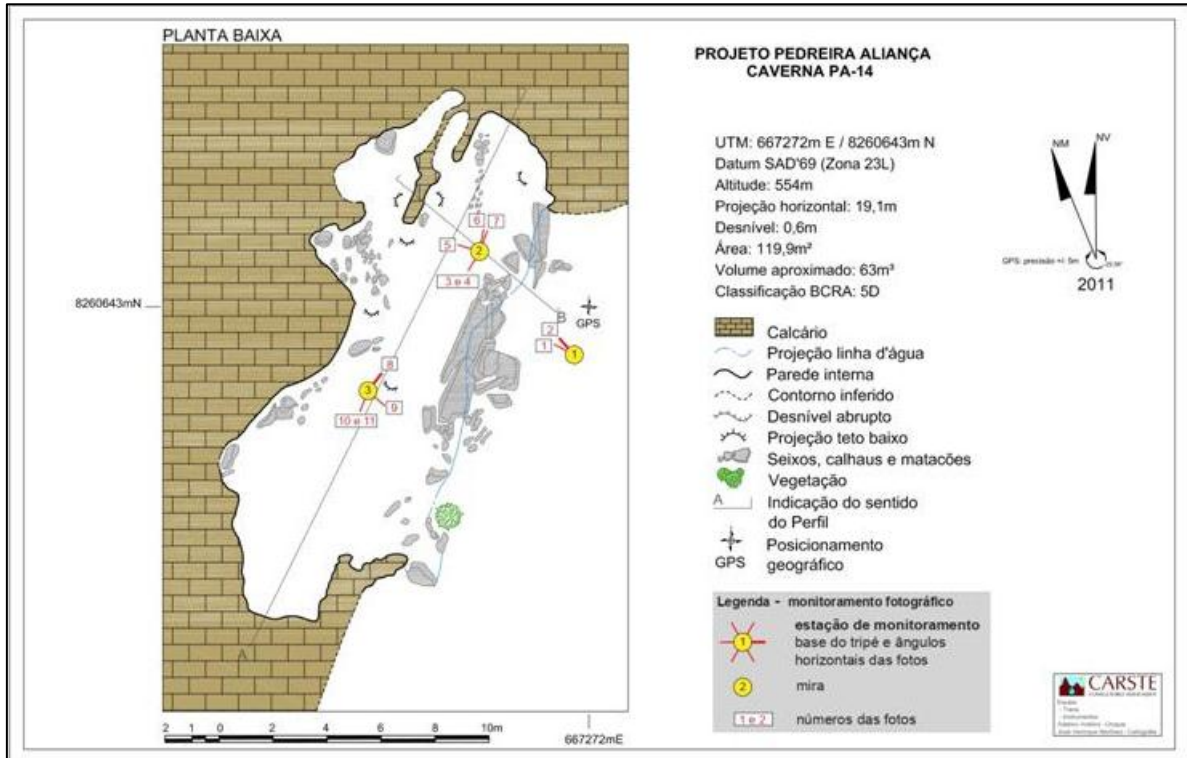 PLANTA BAIXA
PROJETO PEDREIRA ALIANÇA
CAVERNA PA-14
UTM: 667272m E / 8260643m N
Datum SAD'69 (Zona 23L)
Altitude: 554m
Projeção horizontal: 19,1m
Desnível: 0,6m
Área: 119,9m²
Volume aproximado: 63m³
Classificação BCRA: 5D
NM
NV
GPS: precisão +/- 5m
2011
6
7
5
2
3 e 4
8260643mN
B
GPS
2
1
1
8
3
9
10 e 11
A
Calcário
Projeção linha d'água
Parede interna
Contorno inferido
Desnível abrupto
Projeção teto baixo
Seixos, calhaus e matacões
Vegetação
A
Indicação do sentido
do Perfil
Posicionamento
GPS geográfico
Legenda - monitoramento fotográfico
estação de monitoramento
1 base do tripé e ângulos
horizontais das fotos
2 mira
1 e 2 números das fotos
CARSTE
2 1 0 2 4 6 8 10m
667272mE